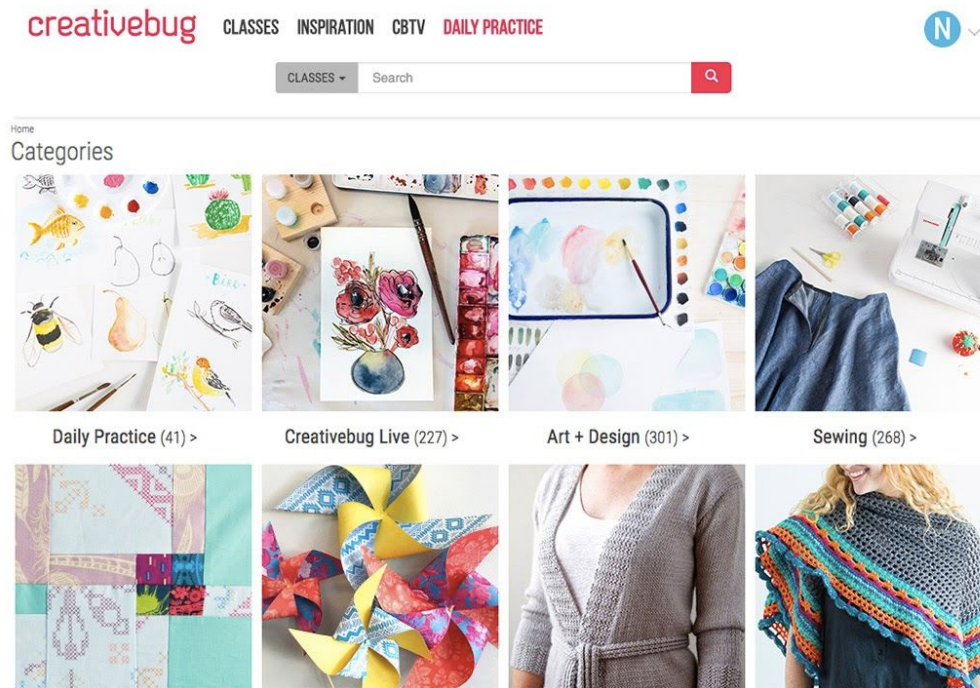 creativebug CLASSES INSPIRATION CBTV DAILY PRACTICE N
CLASSES Search
Home
Categories
BIRD
Daily Practice (41) >
Creativebug Live (227) >
Art + Design (301) >
Sewing (268) >